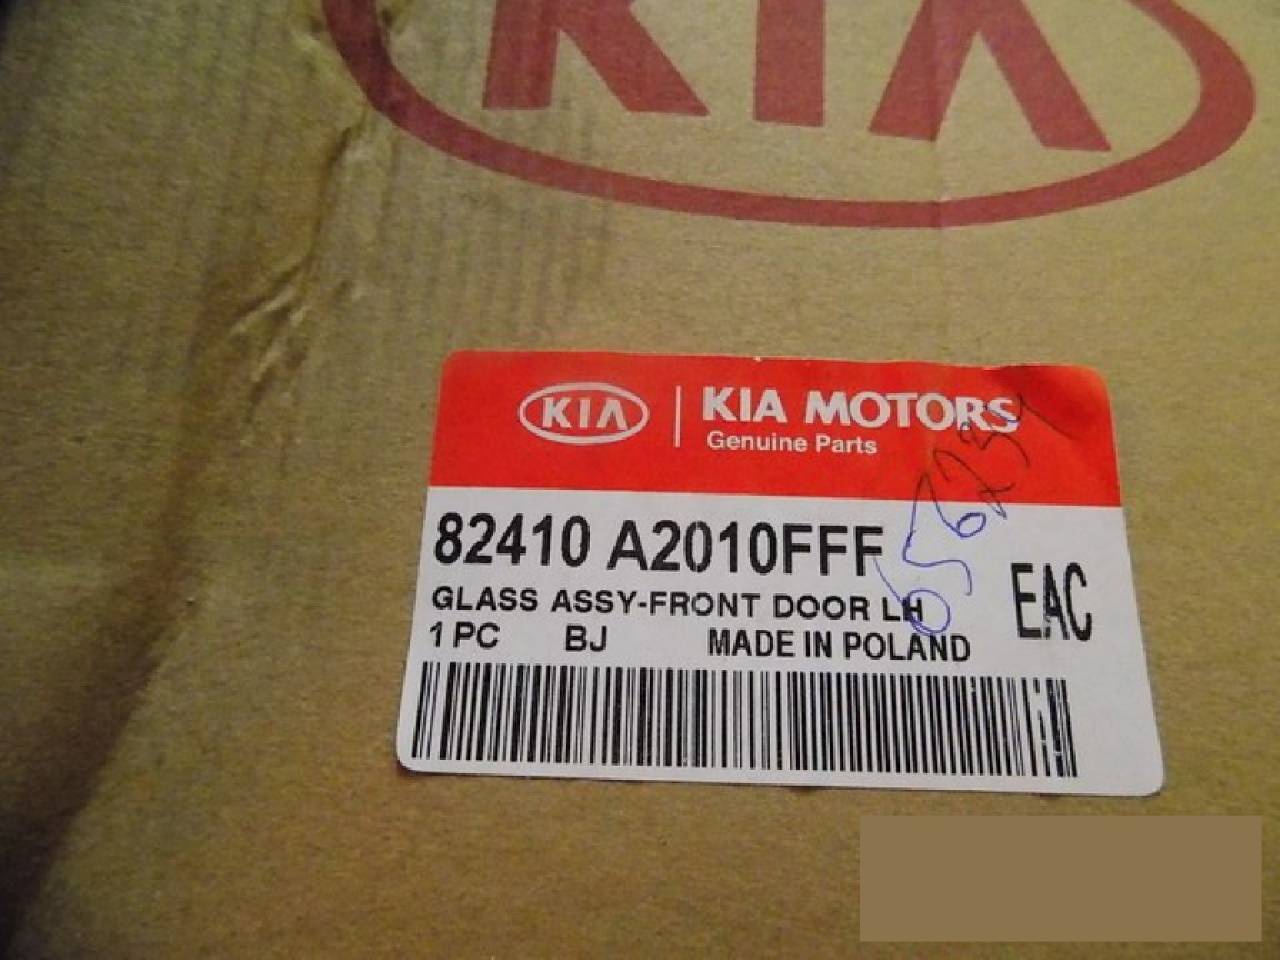 KIA
KIA KIA MOTORS
Genuine Parts
656234
82410 A2010FFF
GLASS ASSY-FRONT DOOR LH
EAC
1 PC BJ MADE IN POLAND